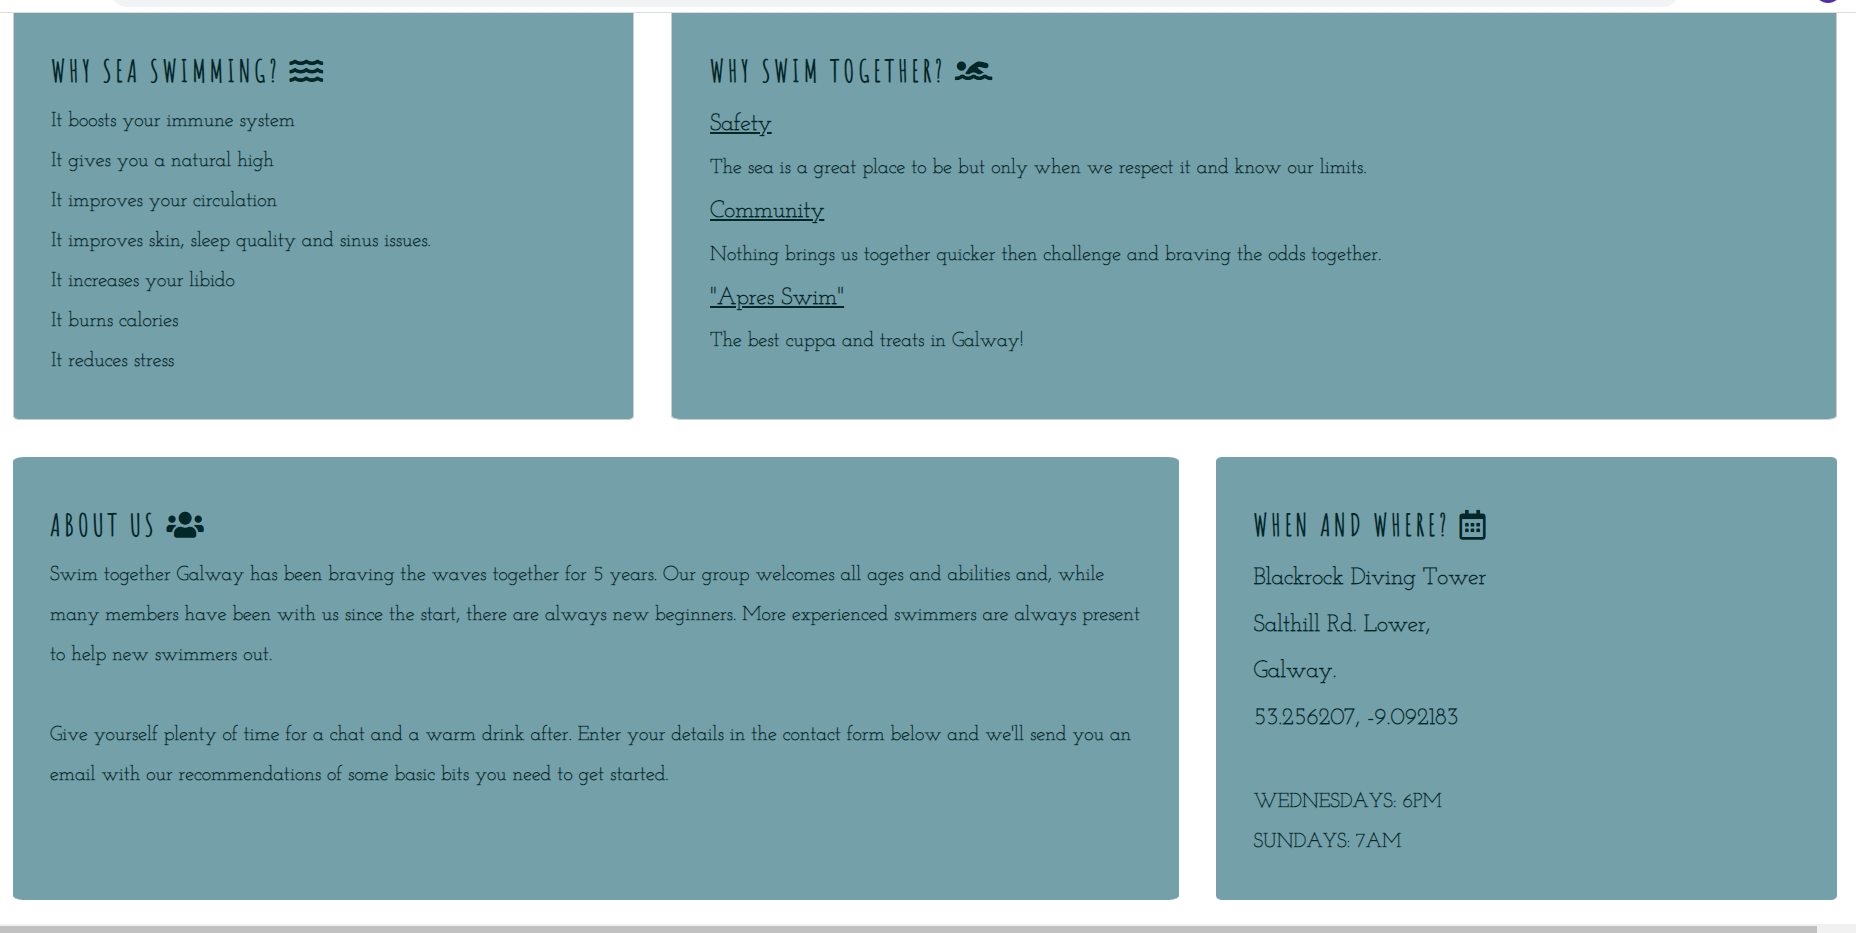 WHY SEA SWIMMING?
It boosts your immune system
It gives you a natural high
It improves your circulation
It improves skin, sleep quality and sinus issues.
It increases your libido
It burns calories
It reduces stress
WHY SWIM TOGETHER?
Safety
The sea is a great place to be but only when we respect it and know our limits.
Community
Nothing brings us together quicker then challenge and braving the odds together.
"Apres Swim"
The best cuppa and treats in Galway!
ABOUT US
Swim together Galway has been braving the waves together for 5 years. Our group welcomes all ages and abilities and, while
many members have been with us since the start, there are always new beginners. More experienced swimmers are always present
to help new swimmers out.
Give yourself plenty of time for a chat and a warm drink after. Enter your details in the contact form below and we'll send you an
email with our recommendations of some basic bits you need to get started.
WHEN AND WHERE?
Blackrock Diving Tower
Salthill Rd. Lower,
Galway.
53.256207, -9.092183
WEDNESDAYS: 6PM
SUNDAYS: 7AM